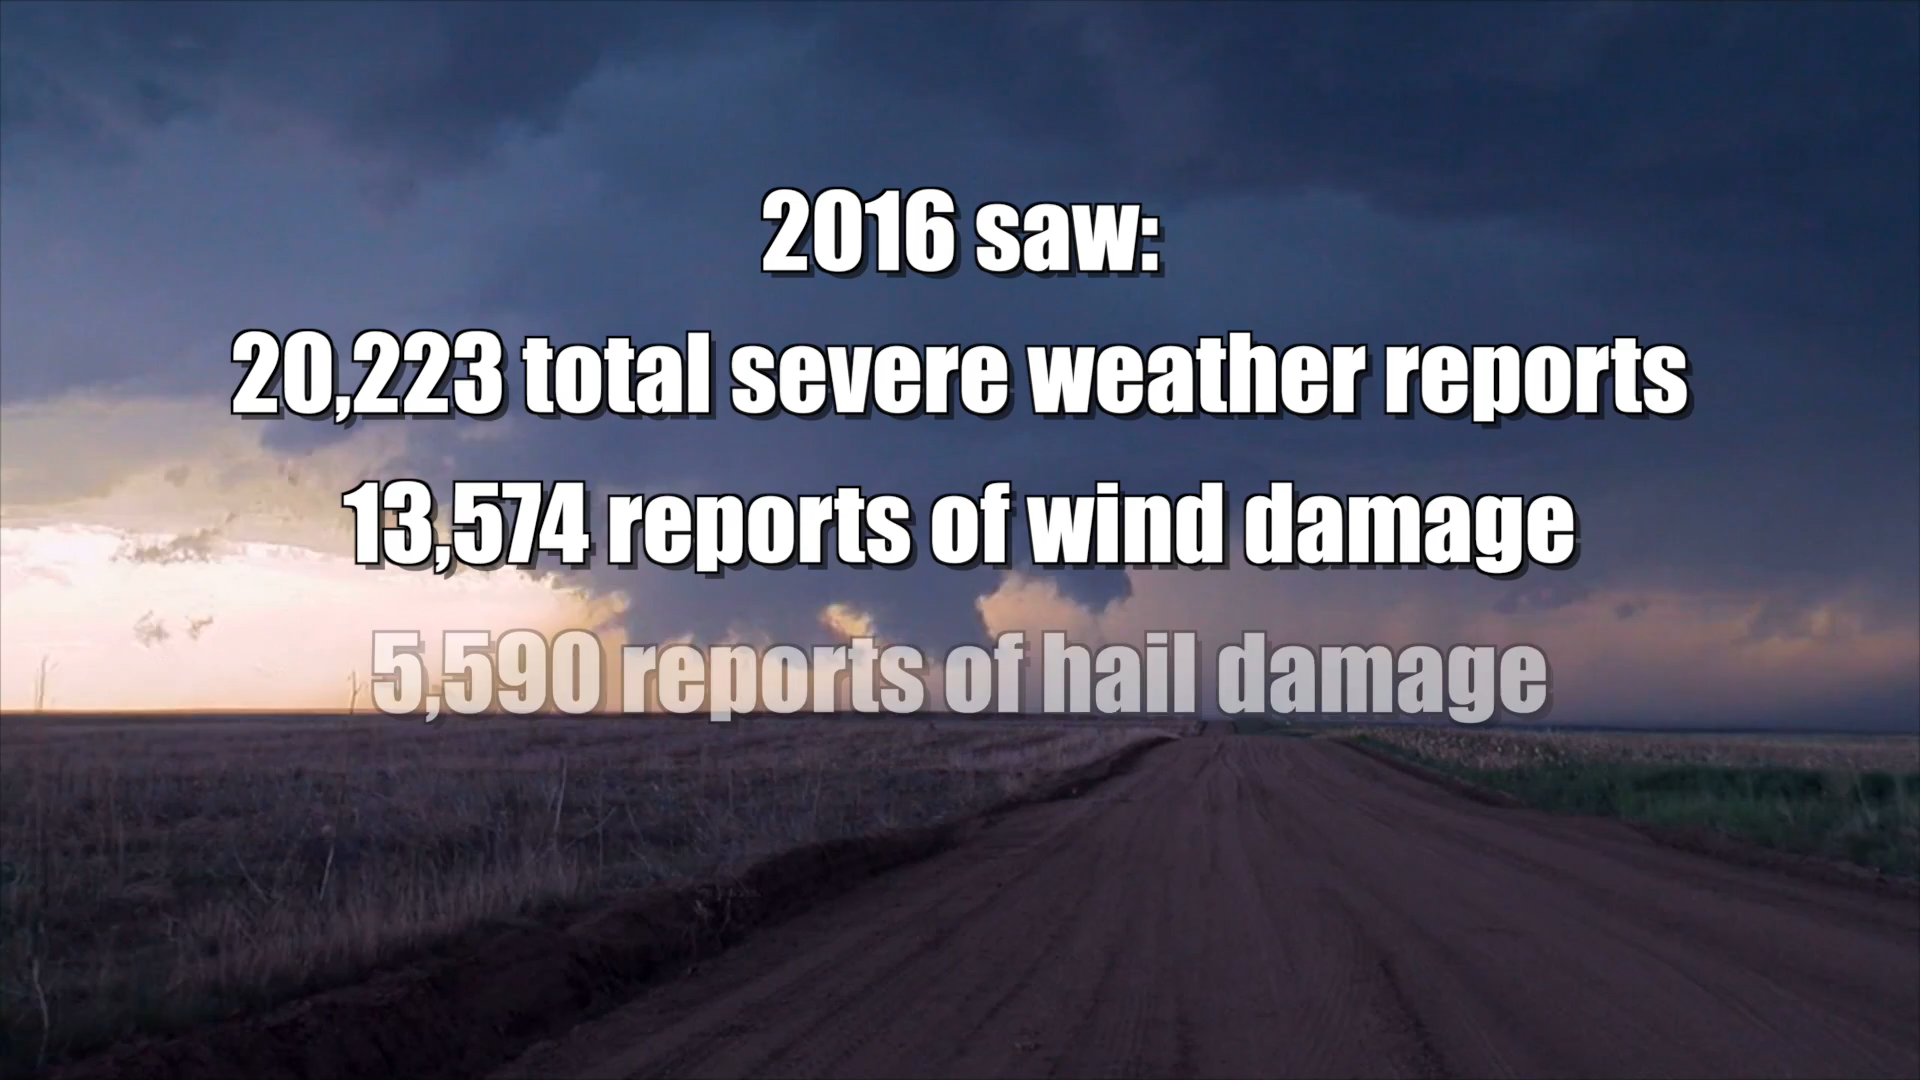 2016 saw:
20,223 total severe weather reports
13,574 reports of wind damage
5,590 reports of hail damage